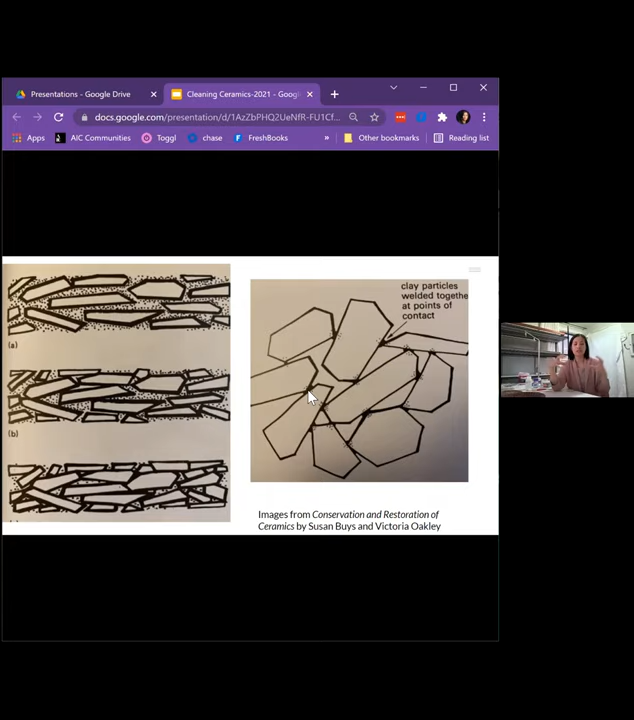 Presentations - Google Drive
Cleaning Ceramics-2021 - Googl
docs.google.com/presentation/d/1AzZbPHQ2UeNfR-FU1Cf...
Apps
AIC Communities
Toggl
chase
FreshBooks
»
Other bookmarks
Reading list
(a)
(b)
clay particles
welded togethe
at points of
contact
Images from Conservation and Restoration of
Ceramics by Susan Buys and Victoria Oakley